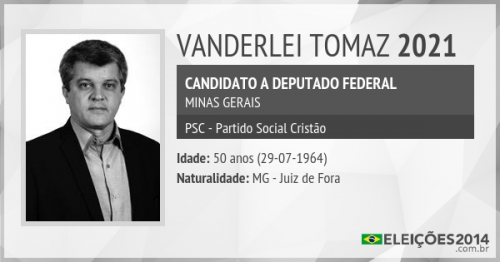 VANDERLEI TOMAZ 2021
CANDIDATO A DEPUTADO FEDERAL
MINAS GERAIS
PSC - Partido Social Cristão
Idade: 50 anos (29-07-1964)
Naturalidade: MG - Juiz de Fora
ELEIÇÕES2014
.com.br